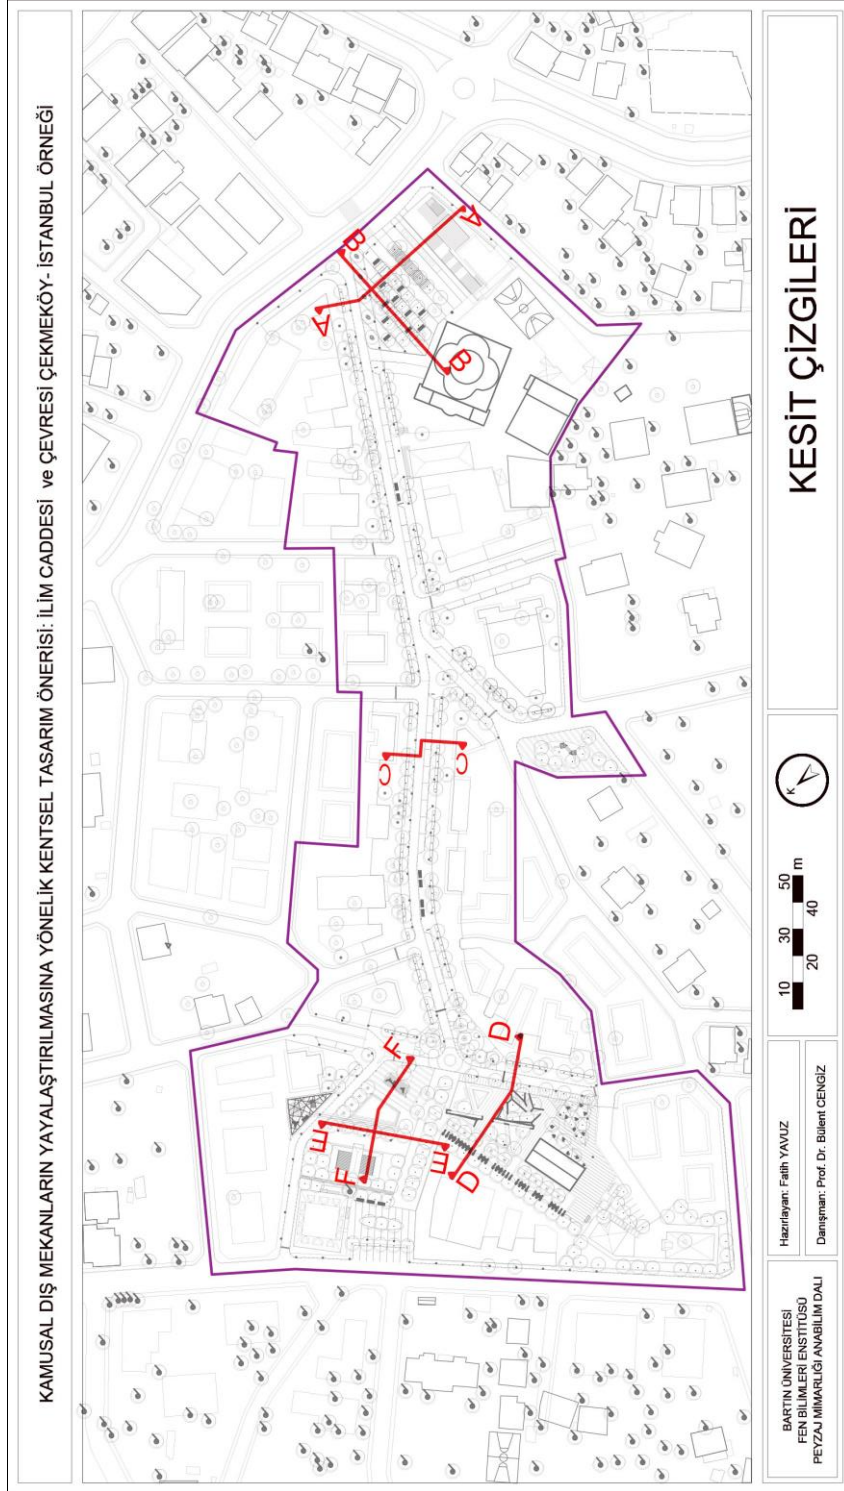 KAMUSAL DIŞ MEKANLARIN YAYALAŞTIRILMASINA YÖNELİK KENTSEL TASARIM ÖNERİSİ: İLİM CADDESİ ve ÇEVRESİ ÇEKMEKÖY- İSTANBUL ÖRNEĞİ
F
F
E
E
D
D
C
C
A
A
B
B
BARTIN ÜNİVERSİTESİ
FEN BİLİMLERİ ENSTİTÜSÜ
PEYZAJ MİMARLIĞI ANABİLİM DALI
Hazırlayan: Fatih YAVUZ
Danışman: Prof. Dr. Bülent CENGİZ
10 30 50 m
20 40
K
KESİT ÇİZGİLERİ